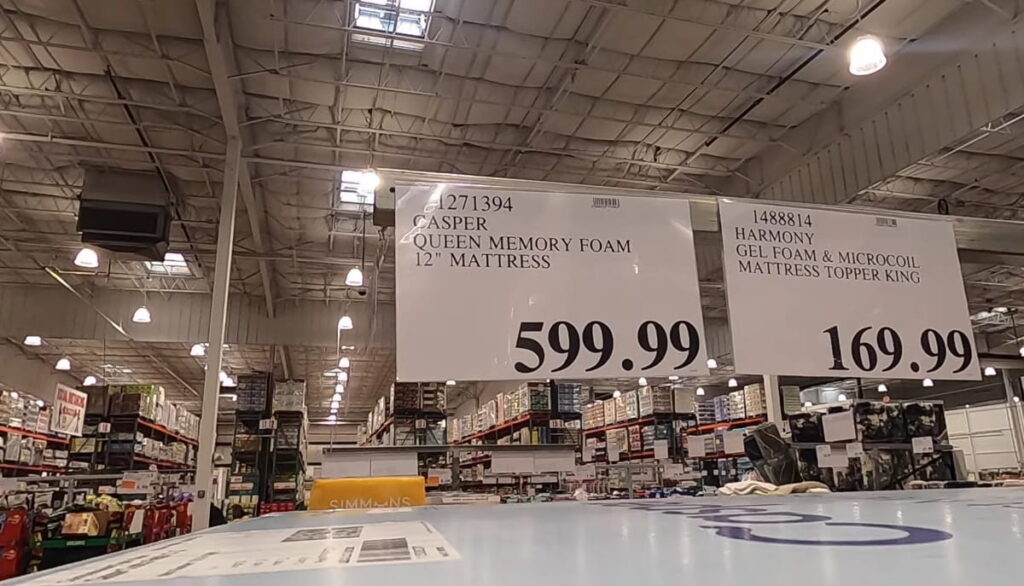 1271394
CASPER
QUEEN MEMORY FOAM
12" MATTRESS
599.99
1488814
HARMONY
GEL FOAM & MICROCOIL
MATTRESS TOPPER KING
169.99
SIMMONS